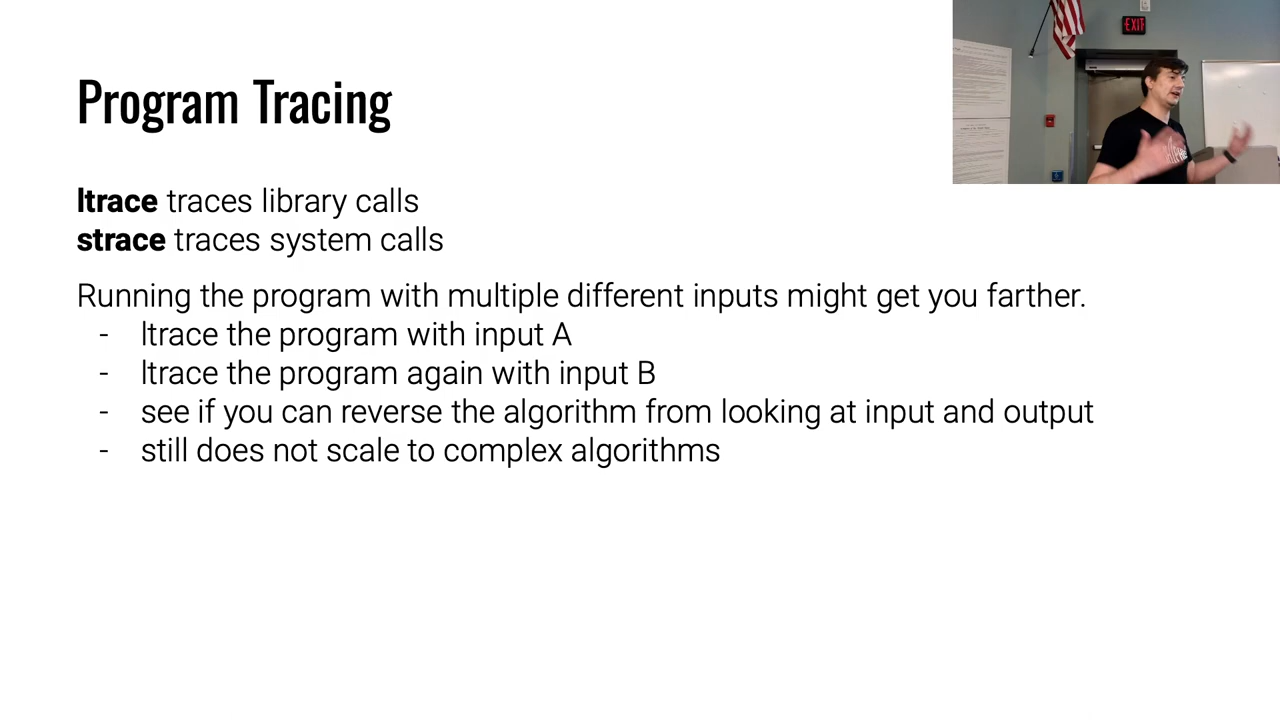 Program Tracing
ltrace traces library calls
strace traces system calls
Running the program with multiple different inputs might get you farther.
- ltrace the program with input A
- ltrace the program again with input B
- see if you can reverse the algorithm from looking at input and output
- still does not scale to complex algorithms
EXIT